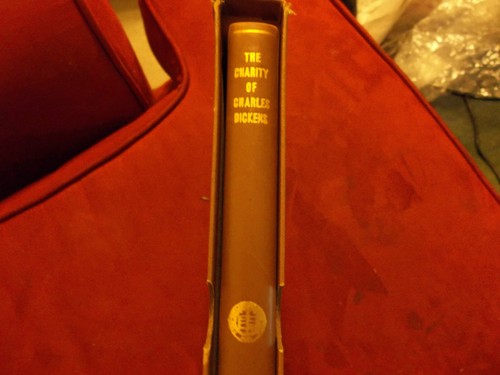 THE
CHARITY
OF
CHARLES
DICKENS